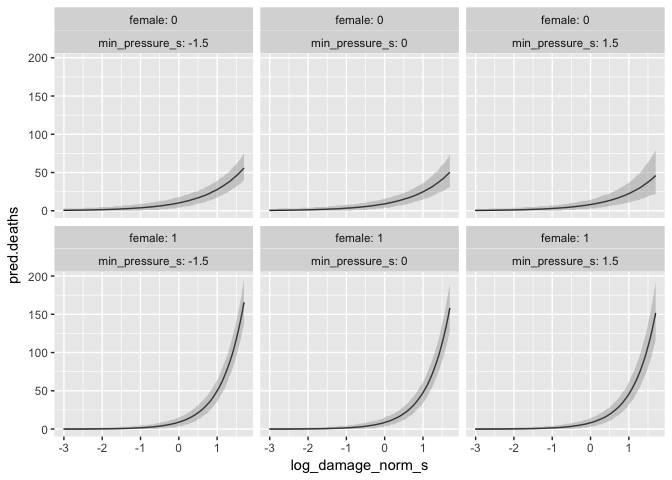 female: 0 female: 0 female: 0
min_pressure_s: -1.5 min_pressure_s: 0 min_pressure_s: 1.5
200
150
100
50
0
female: 1 female: 1 female: 1
min_pressure_s: -1.5 min_pressure_s: 0 min_pressure_s: 1.5
200
150
100
50
0
pred.deaths
-3 -2 -1 0 1 -3 -2 -1 0 1 -3 -2 -1 0 1
log_damage_norm_s